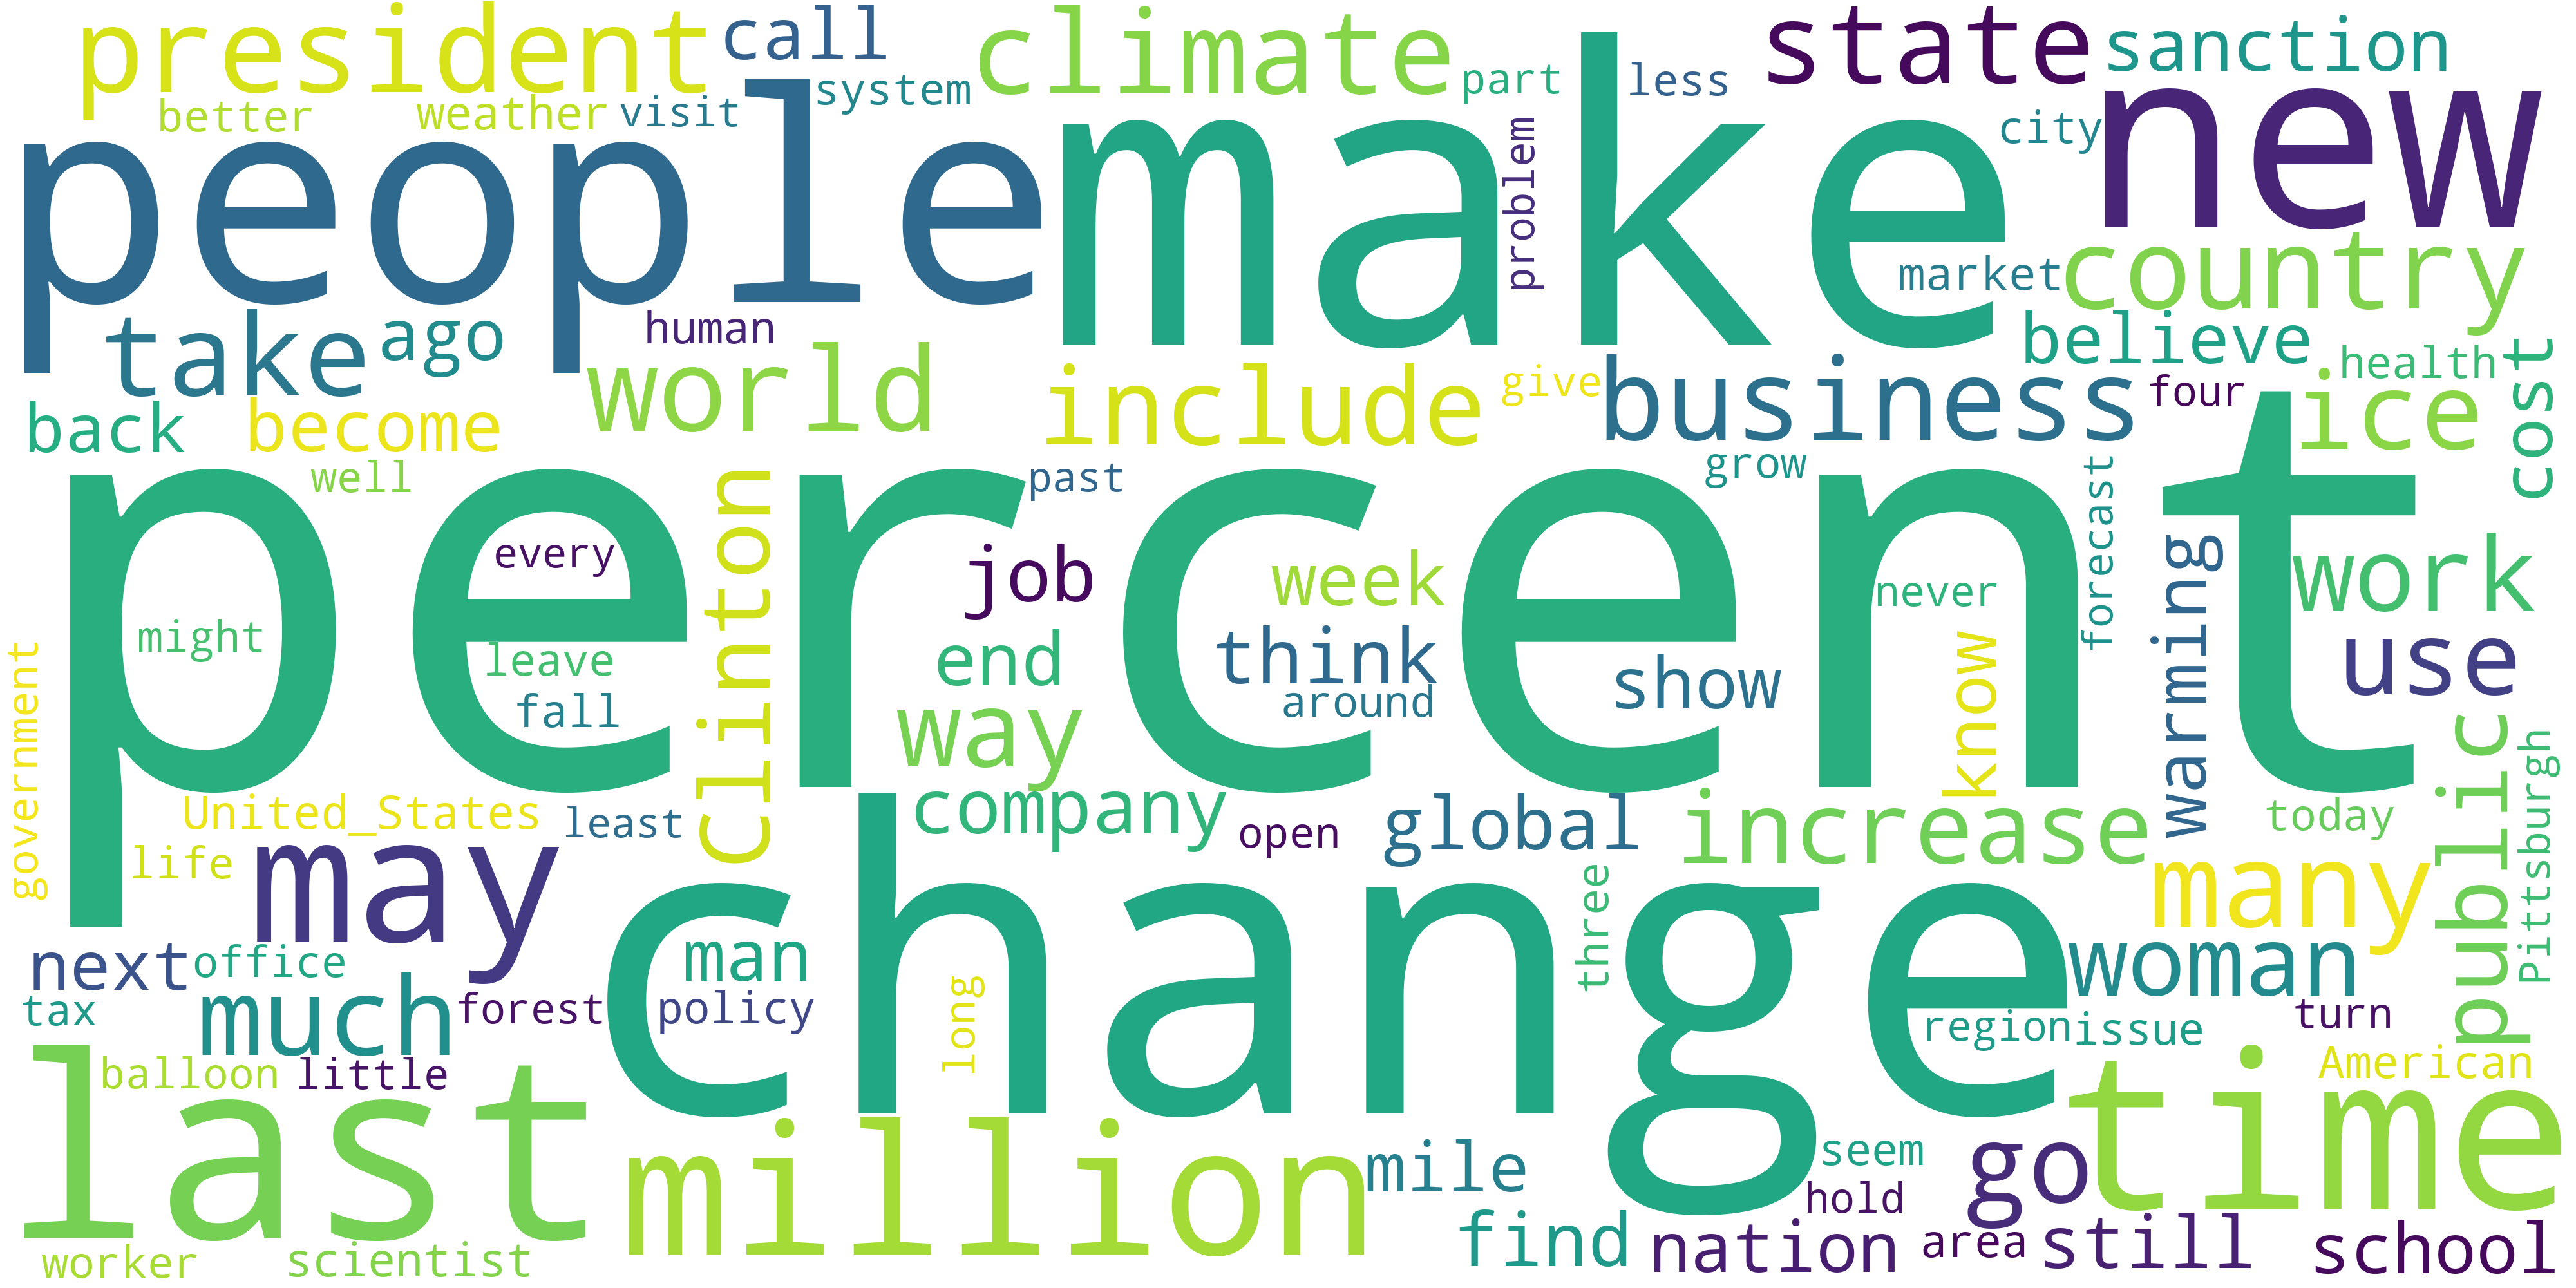 president
call
climate
state
sanction
better
weather
visit
system
part
less
people
make
new
problem
city
market
country
take
ago
human
world
include
give
business
believe
four
health
ice
cost
back
become
well
past
grow
percent
every
Clinton
job
week
never
forecast
warming
work
might
leave
fall
end
think
around
show
know
use
government
way
company
open
global
increase
today
public
Pittsburgh
United_States
least
life
may
change
three
many
man
woman
next
office
much
forest
policy
long
region
issue
turn
tax
balloon
little
American
last
million
mile
seem
hold
go
time
worker
scientist
find
nation
area
still
school